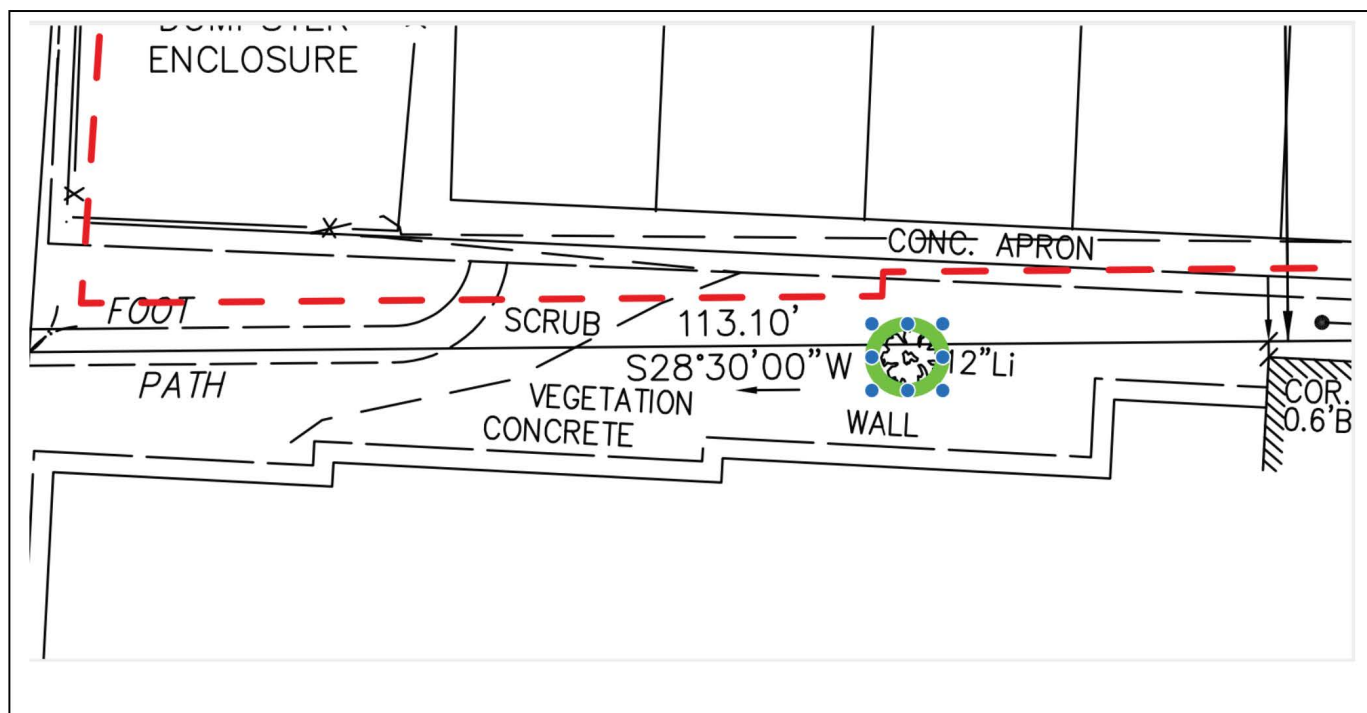 DUMPSTER
ENCLOSURE
CONC. APRON
FOOT
SCRUB
113.10'
S28°30'00"W
12"Li
PATH
VEGETATION
CONCRETE
WALL
COR.
0.6'B